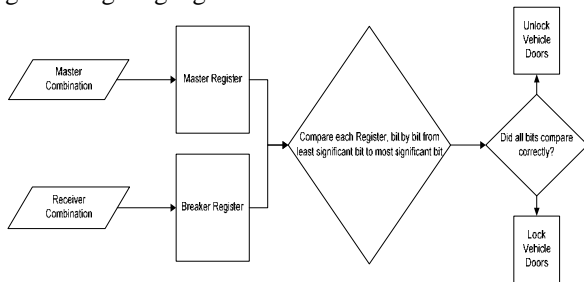 Master
Combination
Master Register
Receiver
Combination
Breaker Register
Compare each Register, bit by bit from
least significant bit to most significant bit
Did all bits compare
correctly?
Unlock
Vehicle
Doors
Lock
Vehicle
Doors